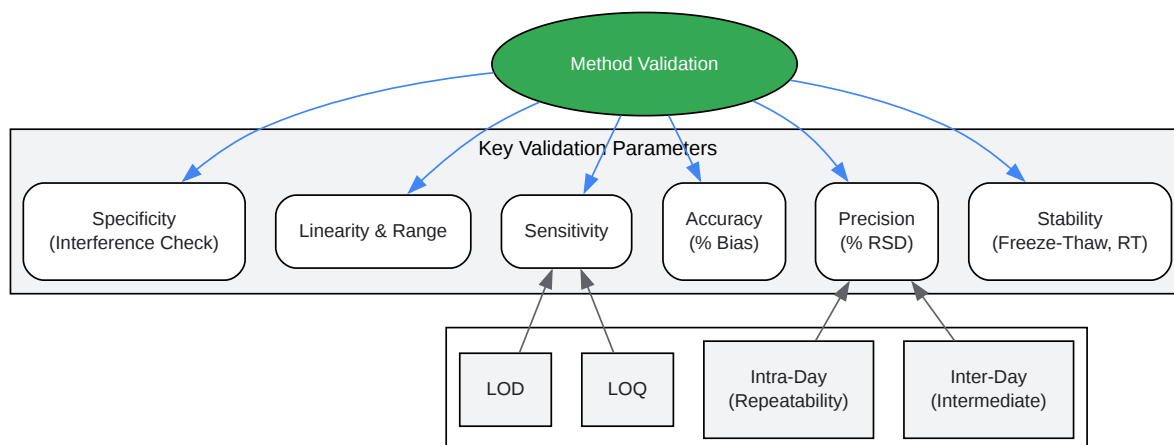 Method Validation
Key Validation Parameters
Specificity
(Interference Check)
Linearity & Range
Sensitivity
Accuracy
(% Bias)
Precision
(% RSD)
Stability
(Freeze-Thaw, RT)
LOD
LOQ
Intra-Day
(Repeatability)
Inter-Day
(Intermediate)